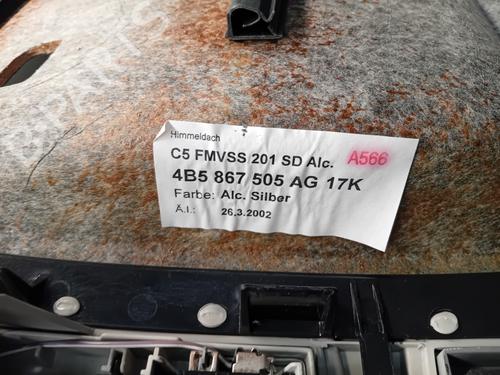 Himmeldach
C5 FMVSS 201 SD Alc. A566
4B5 867 505 AG 17K
Farbe: Alc. Silber
Ä.I.: 26.3.2002